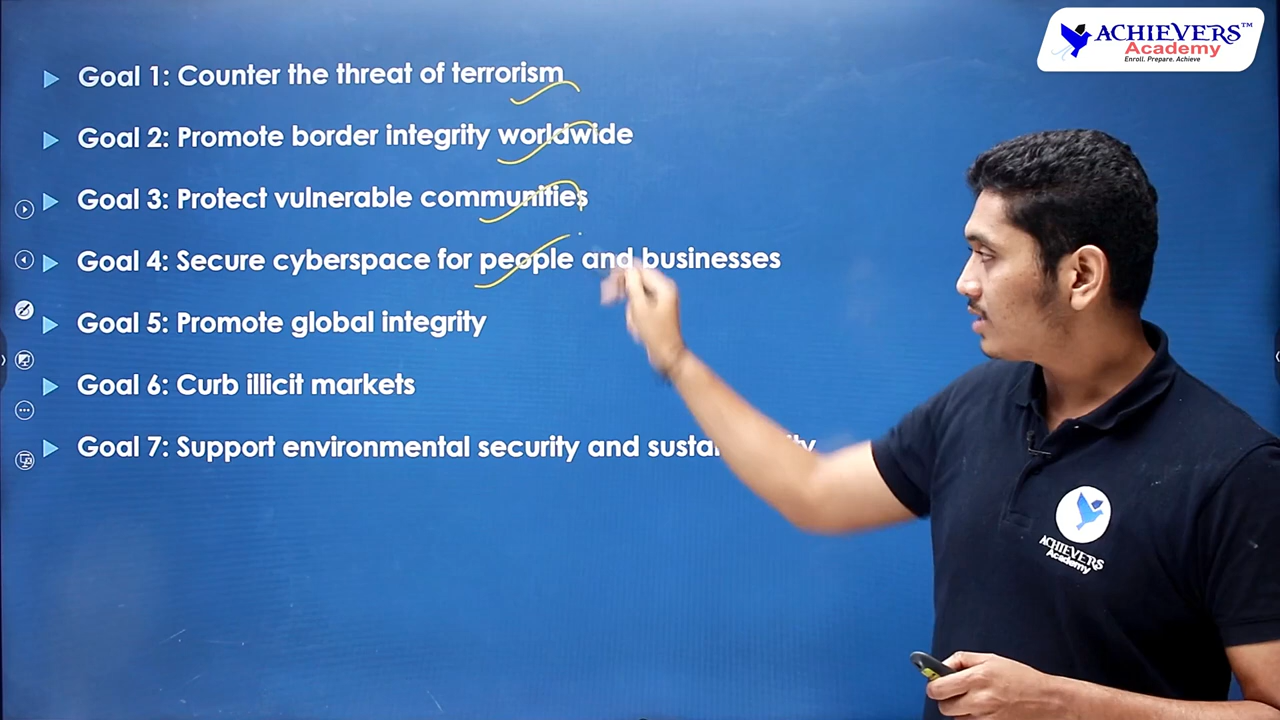 ACHIEVERS™
Academy
Enroll. Prepare. Achieve
Goal 1: Counter the threat of terrorism
Goal 2: Promote border integrity worldwide
Goal 3: Protect vulnerable communities
Goal 4: Secure cyberspace for people and businesses
Goal 5: Promote global integrity
Goal 6: Curb illicit markets
Goal 7: Support environmental security and
ACHIEVERS
Academy